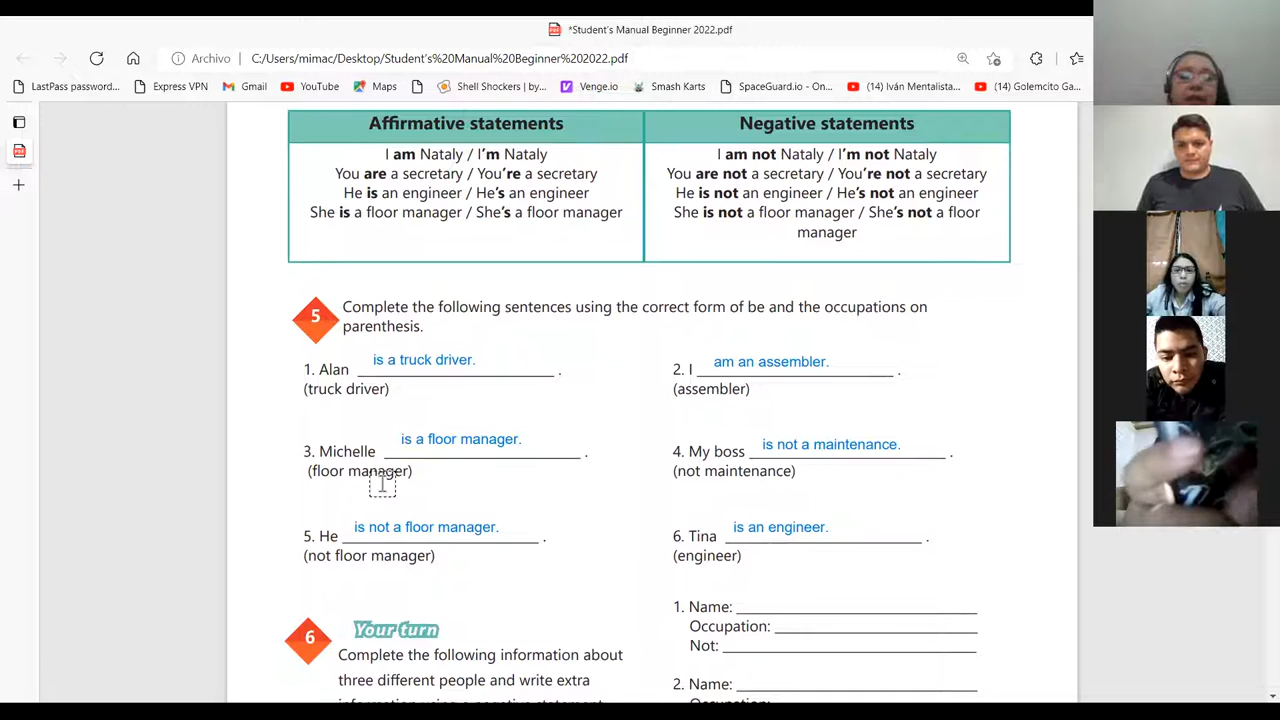 *Student's Manual Beginner 2022.pdf
Archivo C:/Users/mimac/Desktop/Student's%20Manual%20Beginner%202022.pdf
LastPass password... Express VPN Gmail YouTube Maps Shell Shockers | by... Venge.io Smash Karts SpaceGuard.io - On... (14) Iván Mentalista... (14) Golemcito Ga...
Affirmative statements
I am Nataly / I'm Nataly
You are a secretary / You're a secretary
He is an engineer / He's an engineer
She is a floor manager / She's a floor manager
Negative statements
I am not Nataly / I'm not Nataly
You are not a secretary / You're not a secretary
He is not an engineer / He's not an engineer
She is not a floor manager / She's not a floor
manager
5 Complete the following sentences using the correct form of be and the occupations on
parenthesis.
1. Alan is a truck driver. .
(truck driver)
2. I am an assembler. .
(assembler)
3. Michelle is a floor manager. .
(floor manager)
4. My boss is not a maintenance. .
(not maintenance)
5. He is not a floor manager. .
(not floor manager)
6. Tina is an engineer. .
(engineer)
6 Your turn
Complete the following information about
three different people and write extra
information using a negative statement
1. Name:
Occupation:
Not:
2. Name:
Occupation: